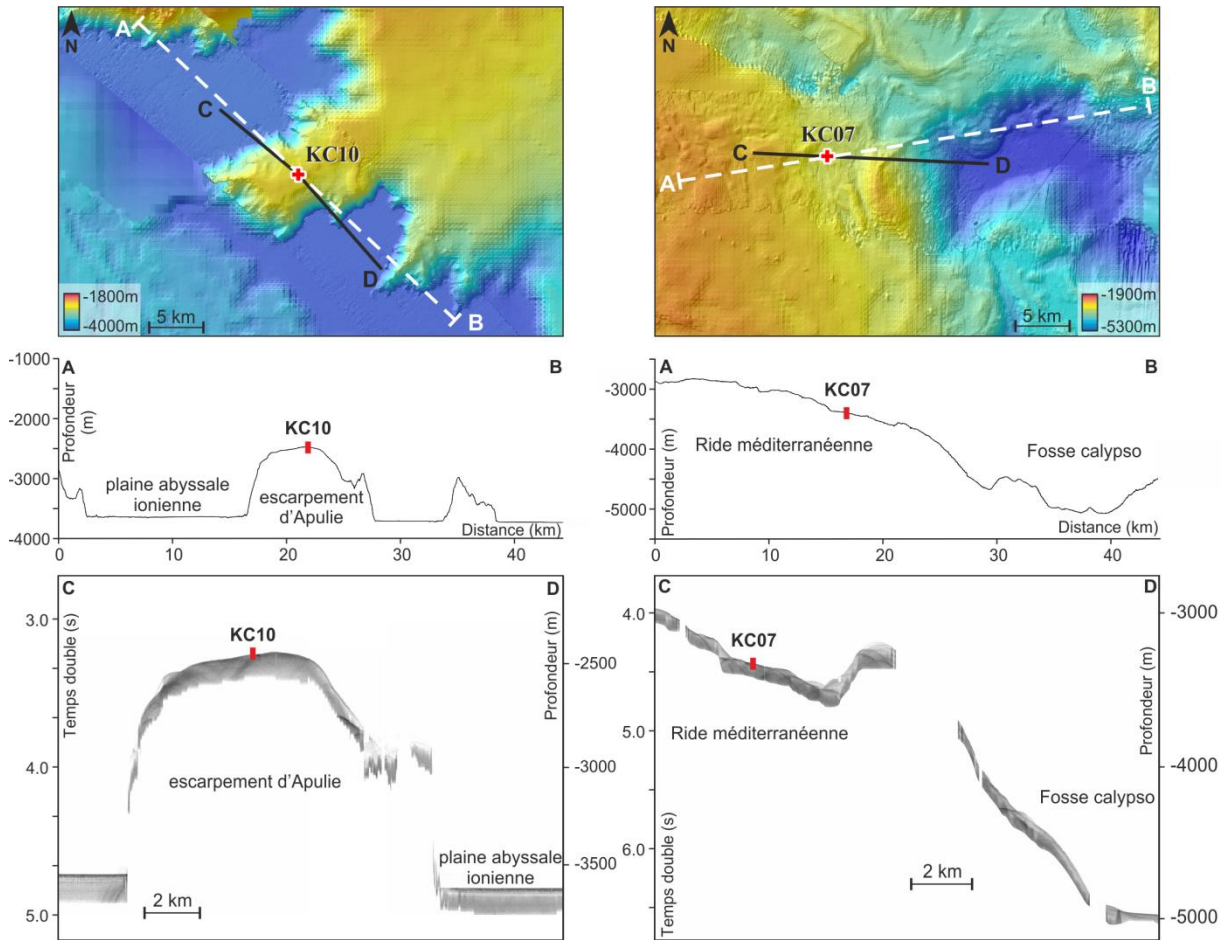 A
N
C
KC10
D
B
-1800m
-4000m
5 km
N
B
KC07
C
D
A
-1900m
-5300m
5 km
A
B
-1000
-2000
-3000
-4000
Profondeur
(m)
KC10
plaine abyssale
ionienne
escarpement
d'Apulie
Distance (km)
0
10
20
30
40
A
B
-3000
-4000
-5000
Profondeur (m)
KC07
Ride méditerranéenne
Fosse calypso
Distance (km)
0
10
20
30
40
C
D
3.0
4.0
5.0
Temps double (s)
KC10
Profondeur (m)
-2500
-3000
-3500
escarpement d'Apulie
plaine abyssale
ionienne
2 km
C
D
4.0
5.0
6.0
Temps double (s)
KC07
Profondeur (m)
-3000
-4000
-5000
Ride méditerranéenne
Fosse calypso
2 km